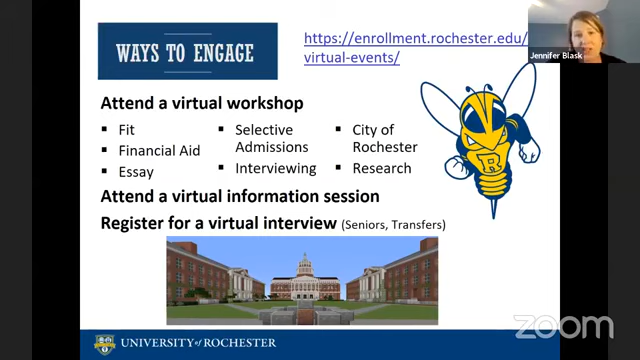 WAYS TO ENGAGE
https://enrollment.rochester.edu/
virtual-events/
Jennifer Blask
Attend a virtual workshop
▪ Fit
▪ Financial Aid
▪ Essay
▪ Selective
Admissions
▪ Interviewing
▪ City of
Rochester
▪ Research
R
Attend a virtual information session
Register for a virtual interview (Seniors, Transfers)
UNIVERSITY of ROCHESTER
zoom